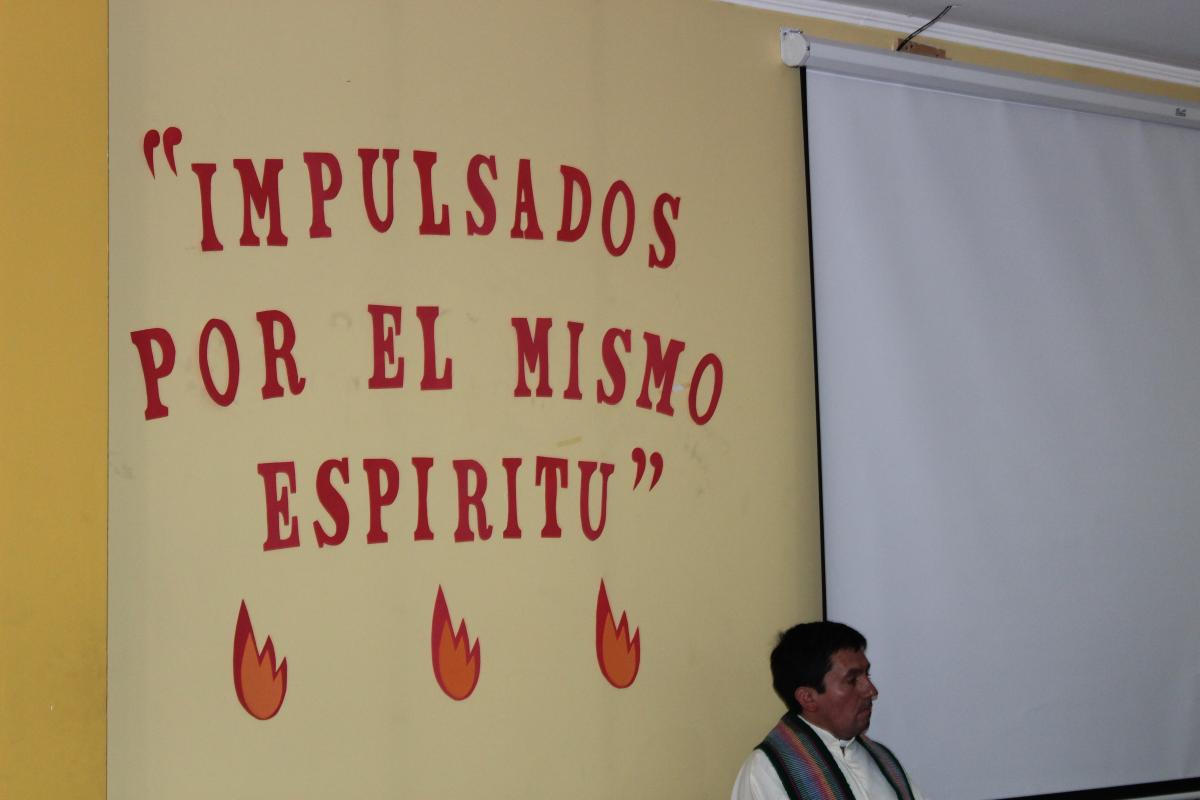 “IMPULSADOS
POR EL MISMO
ESPIRITU”